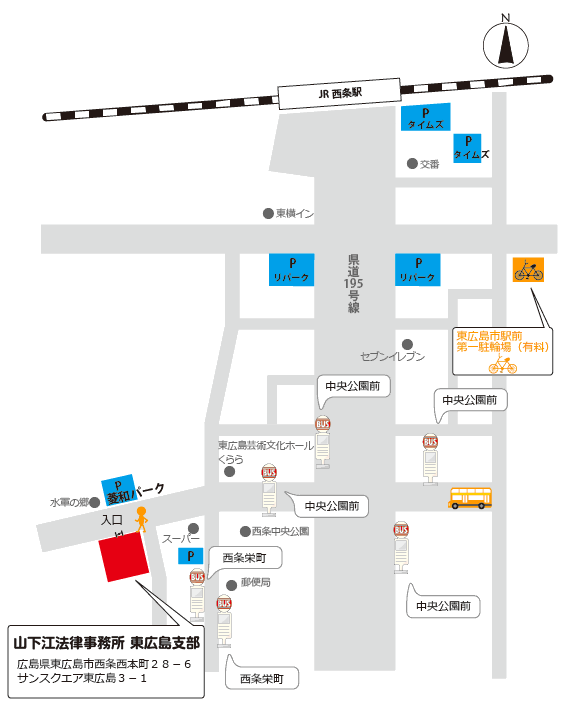 N
JR 西条駅
P
タイムズ
P
タイムズ
交番
東横イン
P
リパーク
県道195号線
P
リパーク
東広島市駅前
第一駐輪場（有料）
セブンイレブン
中央公園前
中央公園前
BUS
BUS
東広島芸術文化ホール
くらら
BUS
中央公園前
P
菱和パーク
水軍の郷
入口
スーパー
西条中央公園
BUS
P
西条栄町
BUS
郵便局
BUS
中央公園前
山下江法律事務所 東広島支部
広島県東広島市西条西本町２８－６
サンスクエア東広島３－１
西条栄町